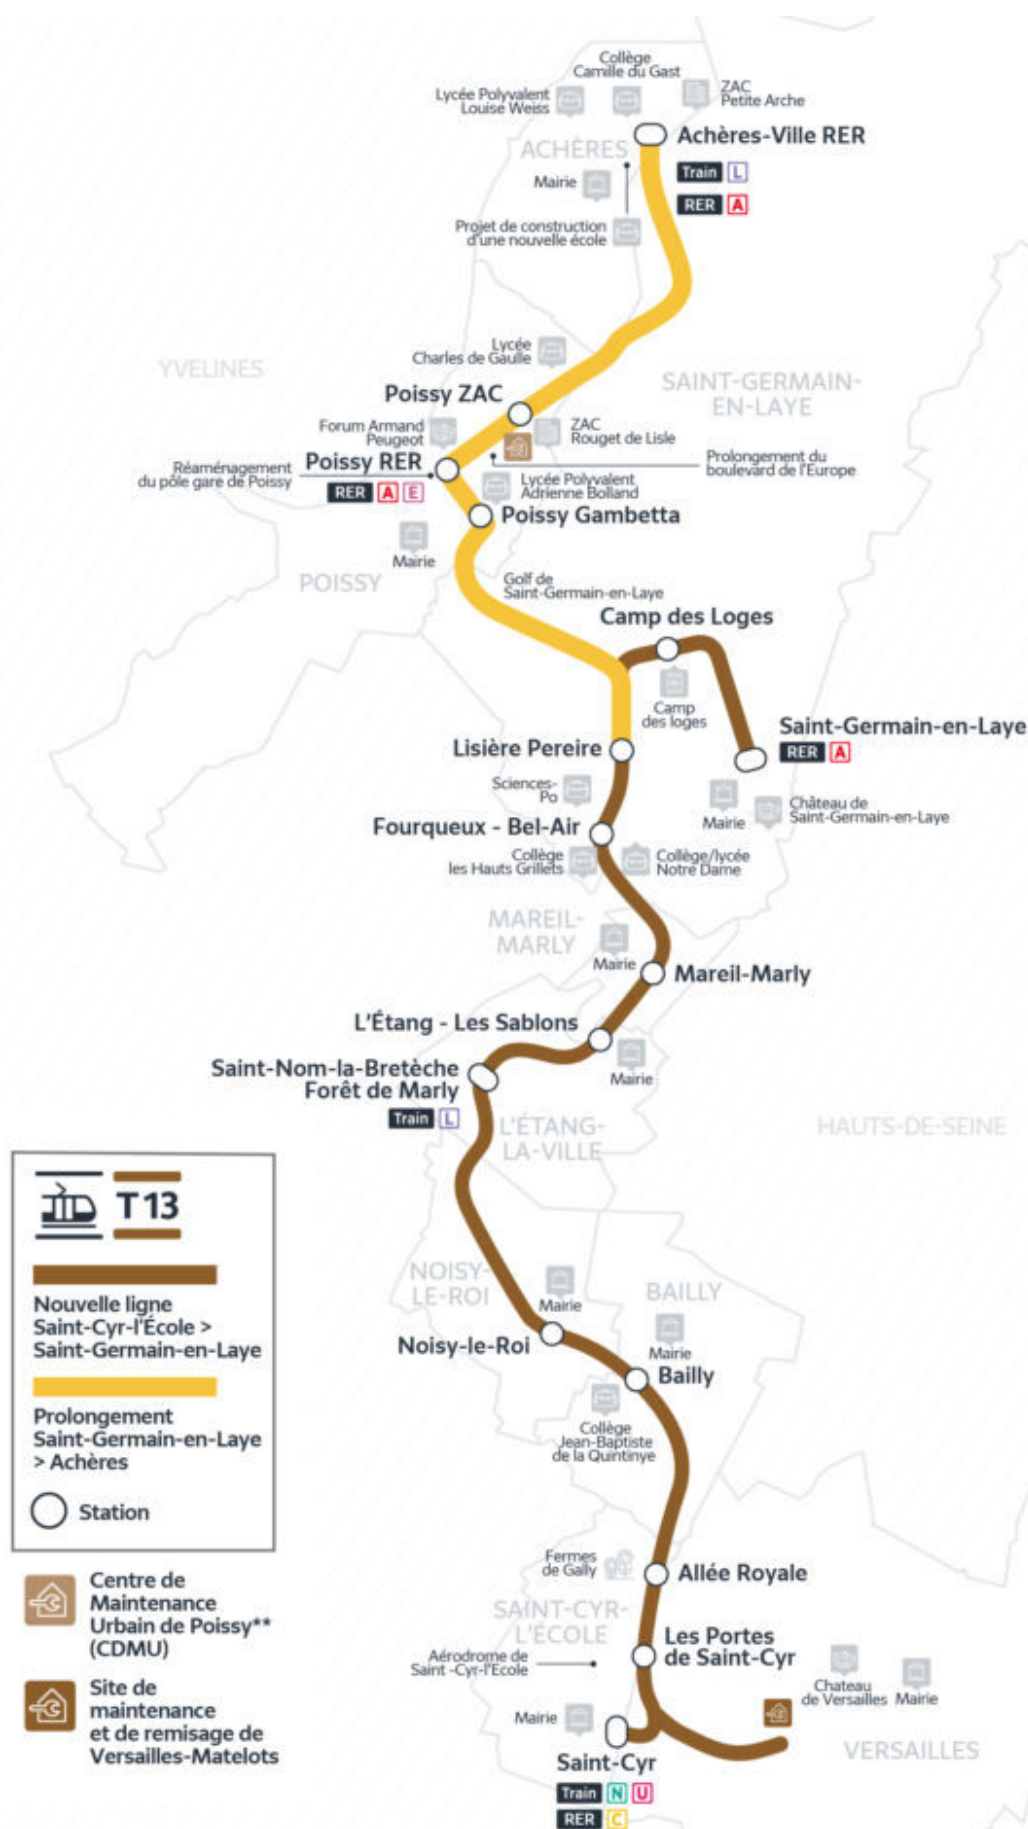 Collège
Camille du Gast
ZAC
Petite Arche
Lycée Polyvalent
Louise Weiss
Achères-Ville RER
ACHÈRES
Train L
RER A
Mairie
Projet de construction
d'une nouvelle école
Lycée
Charles de Gaulle
YVELINES
SAINT-GERMAIN-
EN-LAYE
Poissy ZAC
Forum Armand
Peugeot
ZAC
Rouget de Lisle
Prolongement du
boulevard de l'Europe
Poissy RER
Réaménagement
du pôle gare de Poissy
RER A E
Lycée Polyvalent
Adrienne Bolland
Poissy Gambetta
Mairie
POISSY
Golf de
Saint-Germain-en-Laye
Camp des Loges
Camp
des loges
Saint-Germain-en-Laye
RER A
Lisière Pereire
Sciences-
Po
Mairie
Château de
Saint-Germain-en-Laye
Fourqueux - Bel-Air
Collège
les Hauts Grillets
Collège/lycée
Notre Dame
MAREIL-
MARLY
Mairie
Mareil-Marly
L'Étang - Les Sablons
Mairie
Saint-Nom-la-Bretèche
Forêt de Marly
Train L
L'ÉTANG-
LA-VILLE
HAUTS-DE-SEINE
T13
Nouvelle ligne
Saint-Cyr-l'École >
Saint-Germain-en-Laye
Prolongement
Saint-Germain-en-Laye
> Achères
Station
NOISY-
LE-ROI
Mairie
BAILLY
Mairie
Noisy-le-Roi
Bailly
Collège
Jean-Baptiste
de la Quintinye
Fermes
de Gally
Allée Royale
SAINT-CYR-
L'ÉCOLE
Les Portes
de Saint-Cyr
Aérodrome de
Saint -Cyr-l'Ecole
Chateau
de Versailles
Mairie
Mairie
VERSAILLES
Saint-Cyr
Train N U
RER C
Centre de
Maintenance
Urbain de Poissy**
(CDMU)
Site de
maintenance
et de remisage de
Versailles-Matelots